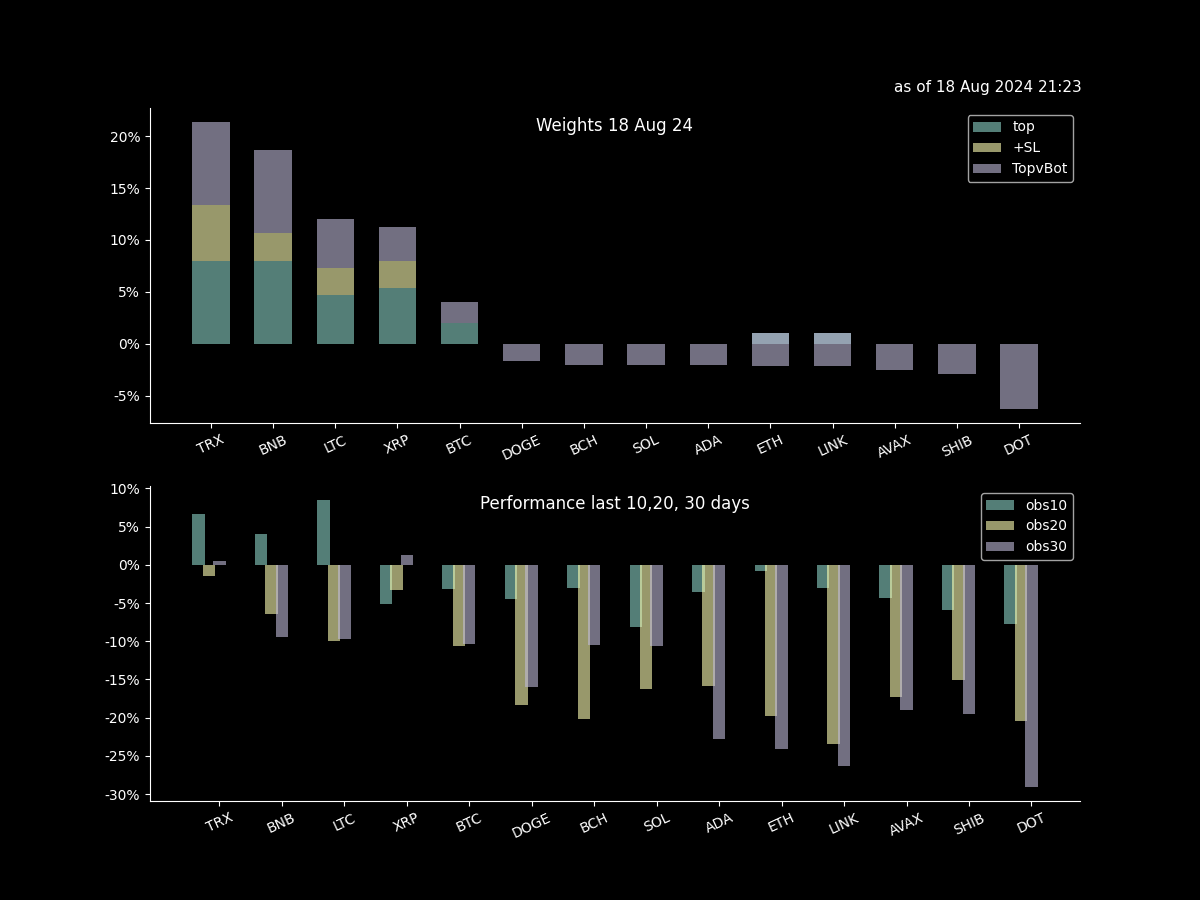 as of 18 Aug 2024 21:23
Weights 18 Aug 24
top
+SL
TopvBot
20%
15%
10%
5%
0%
-5%
TRX BNB LTC XRP BTC DOGE BCH SOL ADA ETH LINK AVAX SHIB DOT
Performance last 10,20, 30 days
obs10
obs20
obs30
10%
5%
0%
-5%
-10%
-15%
-20%
-25%
-30%
TRX BNB LTC XRP BTC DOGE BCH SOL ADA ETH LINK AVAX SHIB DOT